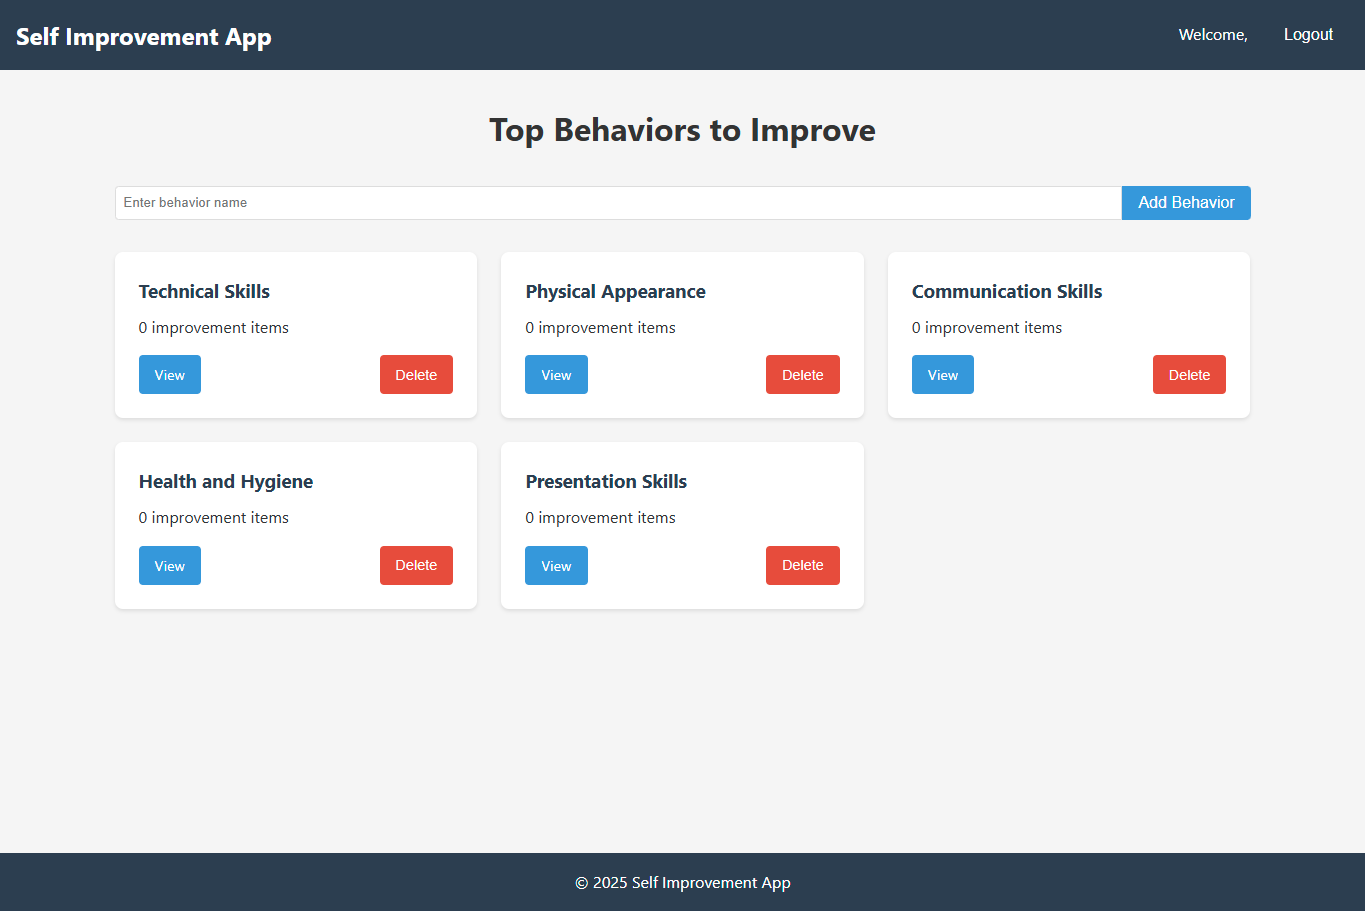 Self Improvement App
Welcome,
Logout
Top Behaviors to Improve
Enter behavior name
Add Behavior
Technical Skills
0 improvement items
View
Delete
Physical Appearance
0 improvement items
View
Delete
Communication Skills
0 improvement items
View
Delete
Health and Hygiene
0 improvement items
View
Delete
Presentation Skills
0 improvement items
View
Delete
© 2025 Self Improvement App